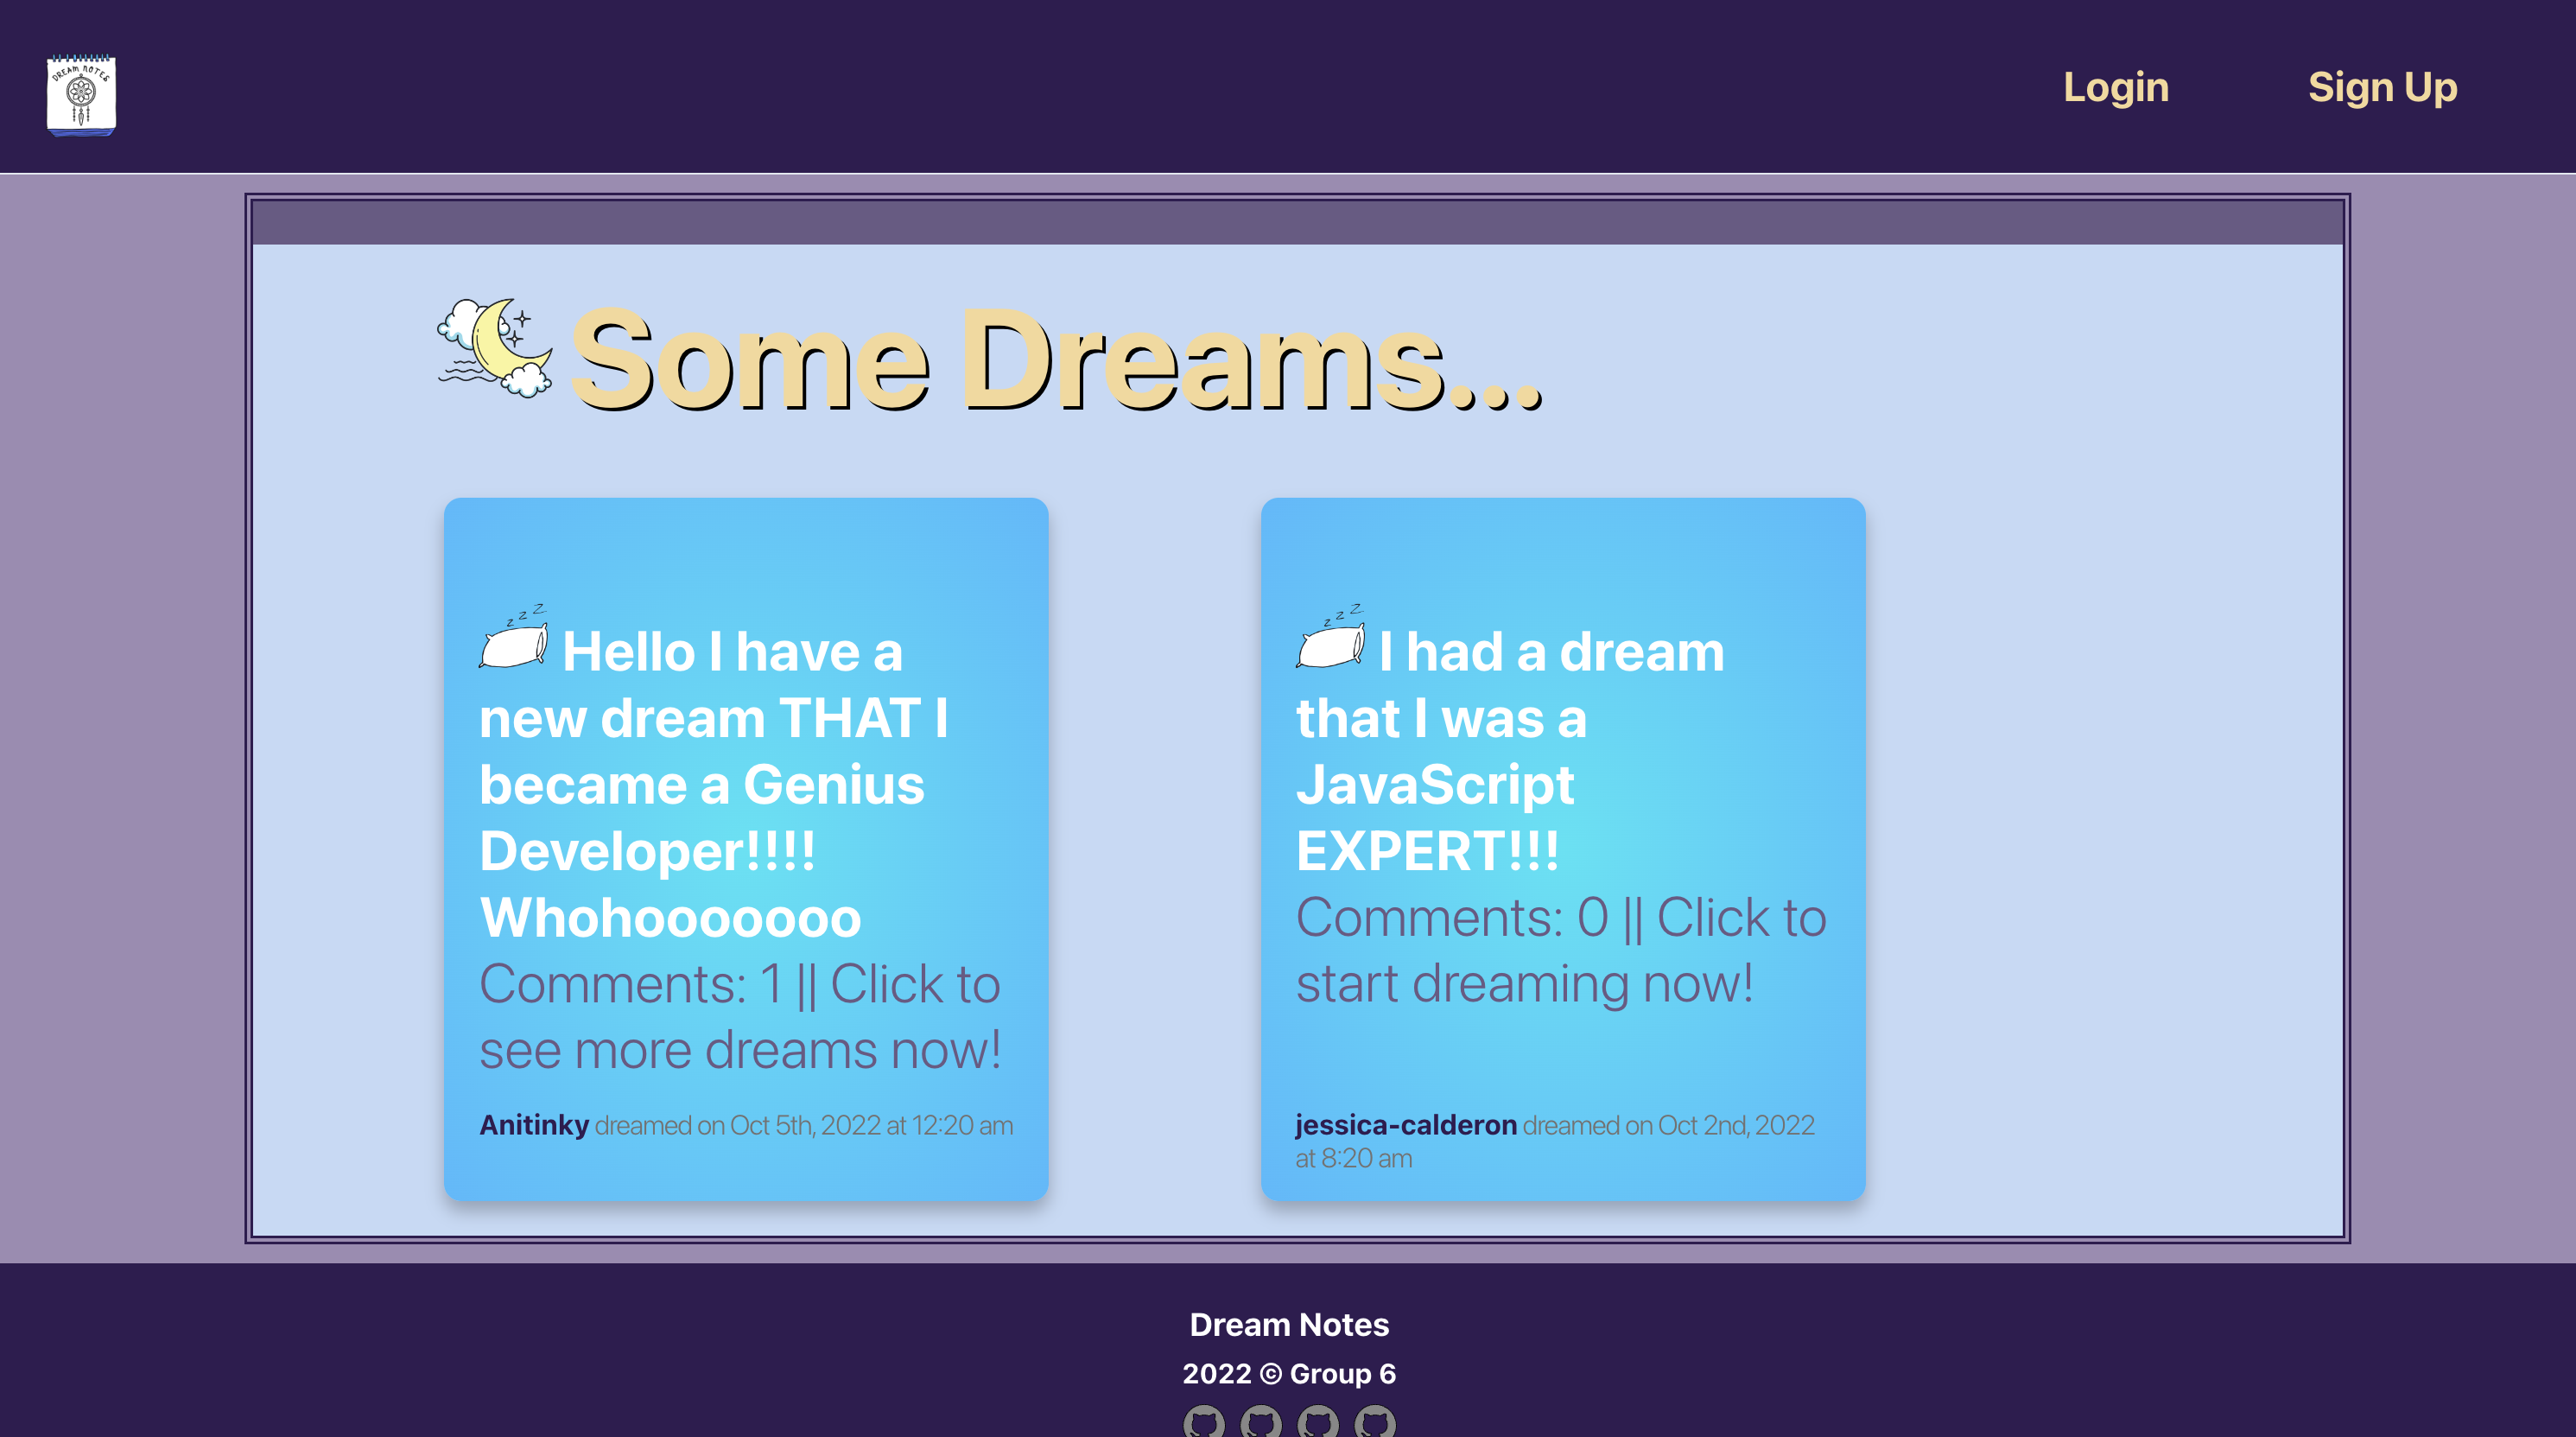 DREAM NOTES
Login Sign Up
Some Dreams...
z z z
Hello I have a
new dream THAT I
became a Genius
Developer!!!!
Whohooooooo
Comments: 1 || Click to
see more dreams now!
Anitinky dreamed on Oct 5th, 2022 at 12:20 am
z z z
I had a dream
that I was a
JavaScript
EXPERT!!!
Comments: 0 || Click to
start dreaming now!
jessica-calderon dreamed on Oct 2nd, 2022
at 8:20 am
Dream Notes
2022 © Group 6